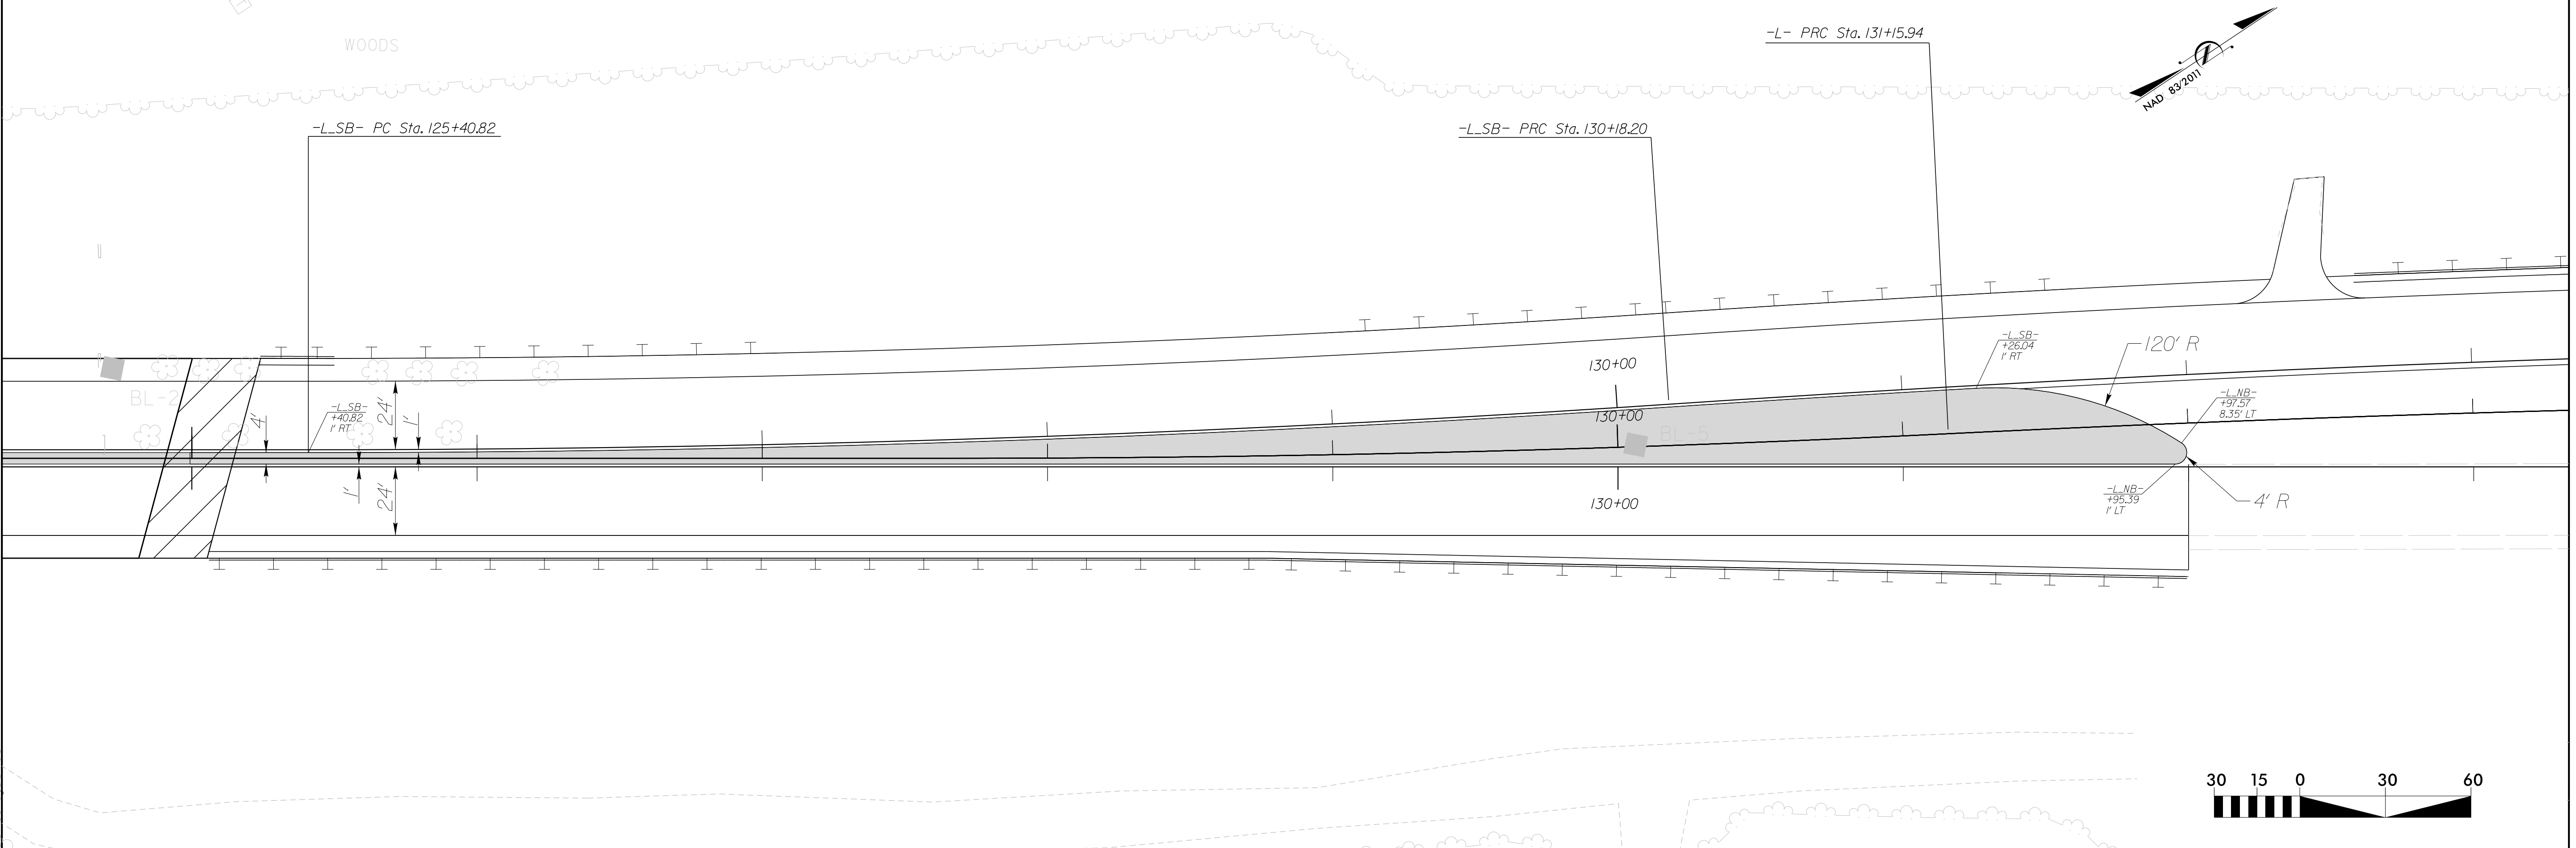 WOODS
-L- PRC Sta. 131+15.94
NAD 83/2011
-L_SB- PC Sta. 125+40.82
-L_SB- PRC Sta. 130+18.20
-L_SB-
+26.04
1' RT
120' R
130+00
BL-2
-L_SB-
+40.82
1' RT
4'
24'
1'
130+00
BL-5
-L_NB-
+97.57
8.35' LT
1'
24'
130+00
-L_NB-
+95.39
1' LT
4' R
30 15 0 30 60